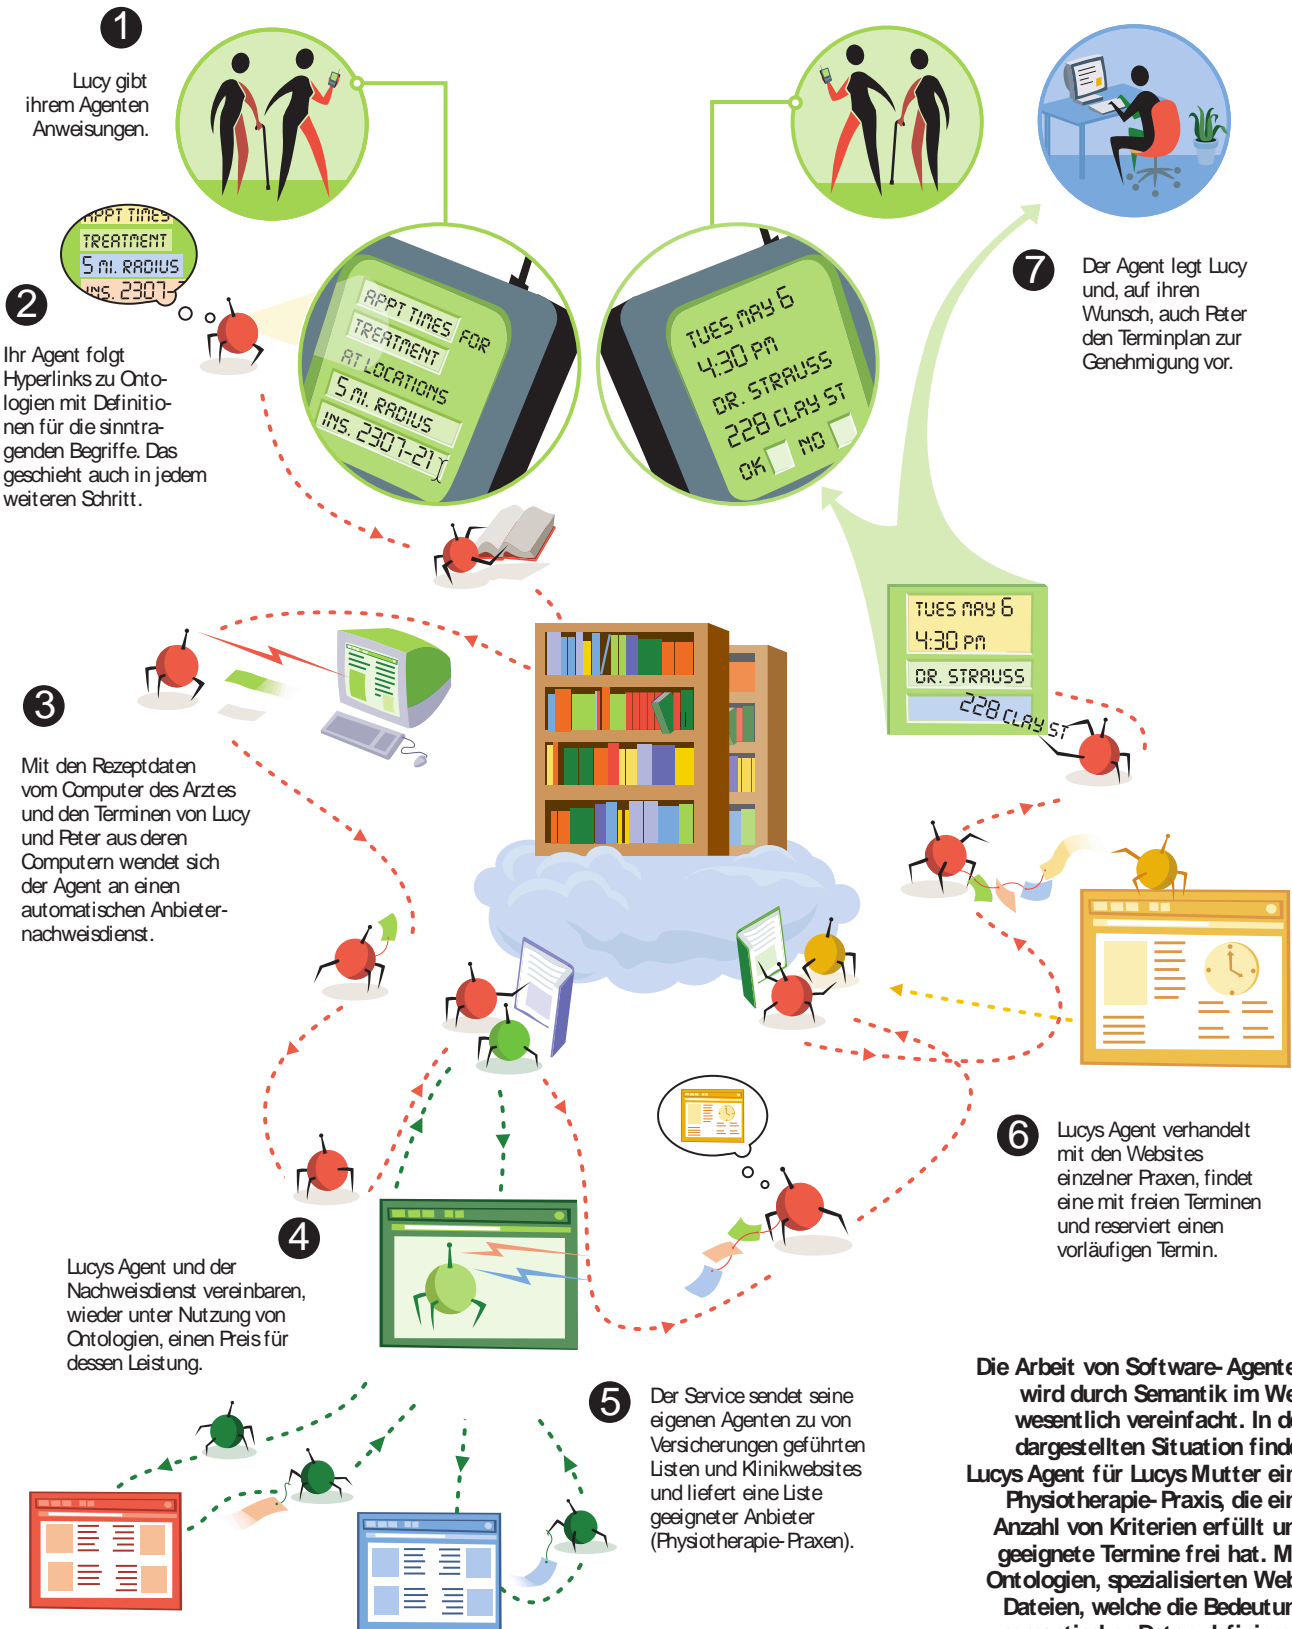 1
Lucy gibt
ihrem Agenten
Anweisungen.
APPT TIMES
TREATMENT
5 MI. RADIUS
INS. 2307-
2
Ihr Agent folgt
Hyperlinks zu Onto-
logien mit Definitio-
nen für die sinntra-
genden Begriffe. Das
geschieht auch in jedem
weiteren Schritt.
APPT TIMES FOR
TREATMENT
AT LOCATIONS
5 MI. RADIUS
INS. 2307-21
TUES MAY 6
4:30 PM
DR. STRAUSS
228 CLAY ST
OK NO
7
Der Agent legt Lucy
und, auf ihren
Wunsch, auch Peter
den Terminplan zur
Genehmigung vor.
TUES MAY 6
4:30 PM
DR. STRAUSS
228 CLAY ST
3
Mit den Rezeptdaten
vom Computer des Arztes
und den Terminen von Lucy
und Peter aus deren
Computern wendet sich
der Agent an einen
automatischen Anbieter-
nachweisdienst.
4
Lucys Agent und der
Nachweisdienst vereinbaren,
wieder unter Nutzung von
Ontologien, einen Preis für
dessen Leistung.
5
Der Service sendet seine
eigenen Agenten zu von
Versicherungen geführten
Listen und Klinikwebsites
und liefert eine Liste
geeigneter Anbieter
(Physiotherapie-Praxen).
6
Lucys Agent verhandelt
mit den Websites
einzelner Praxen, findet
eine mit freien Terminen
und reserviert einen
vorläufigen Termin.
Die Arbeit von Software-Agente
wird durch Semantik im We
wesentlich vereinfacht. In de
dargestellten Situation finde
Lucys Agent für Lucys Mutter ein
Physiotherapie-Praxis, die ein
Anzahl von Kriterien erfüllt un
geeignete Termine frei hat. M
Ontologien, spezialisierten Web
Dateien, welche die Bedeutun